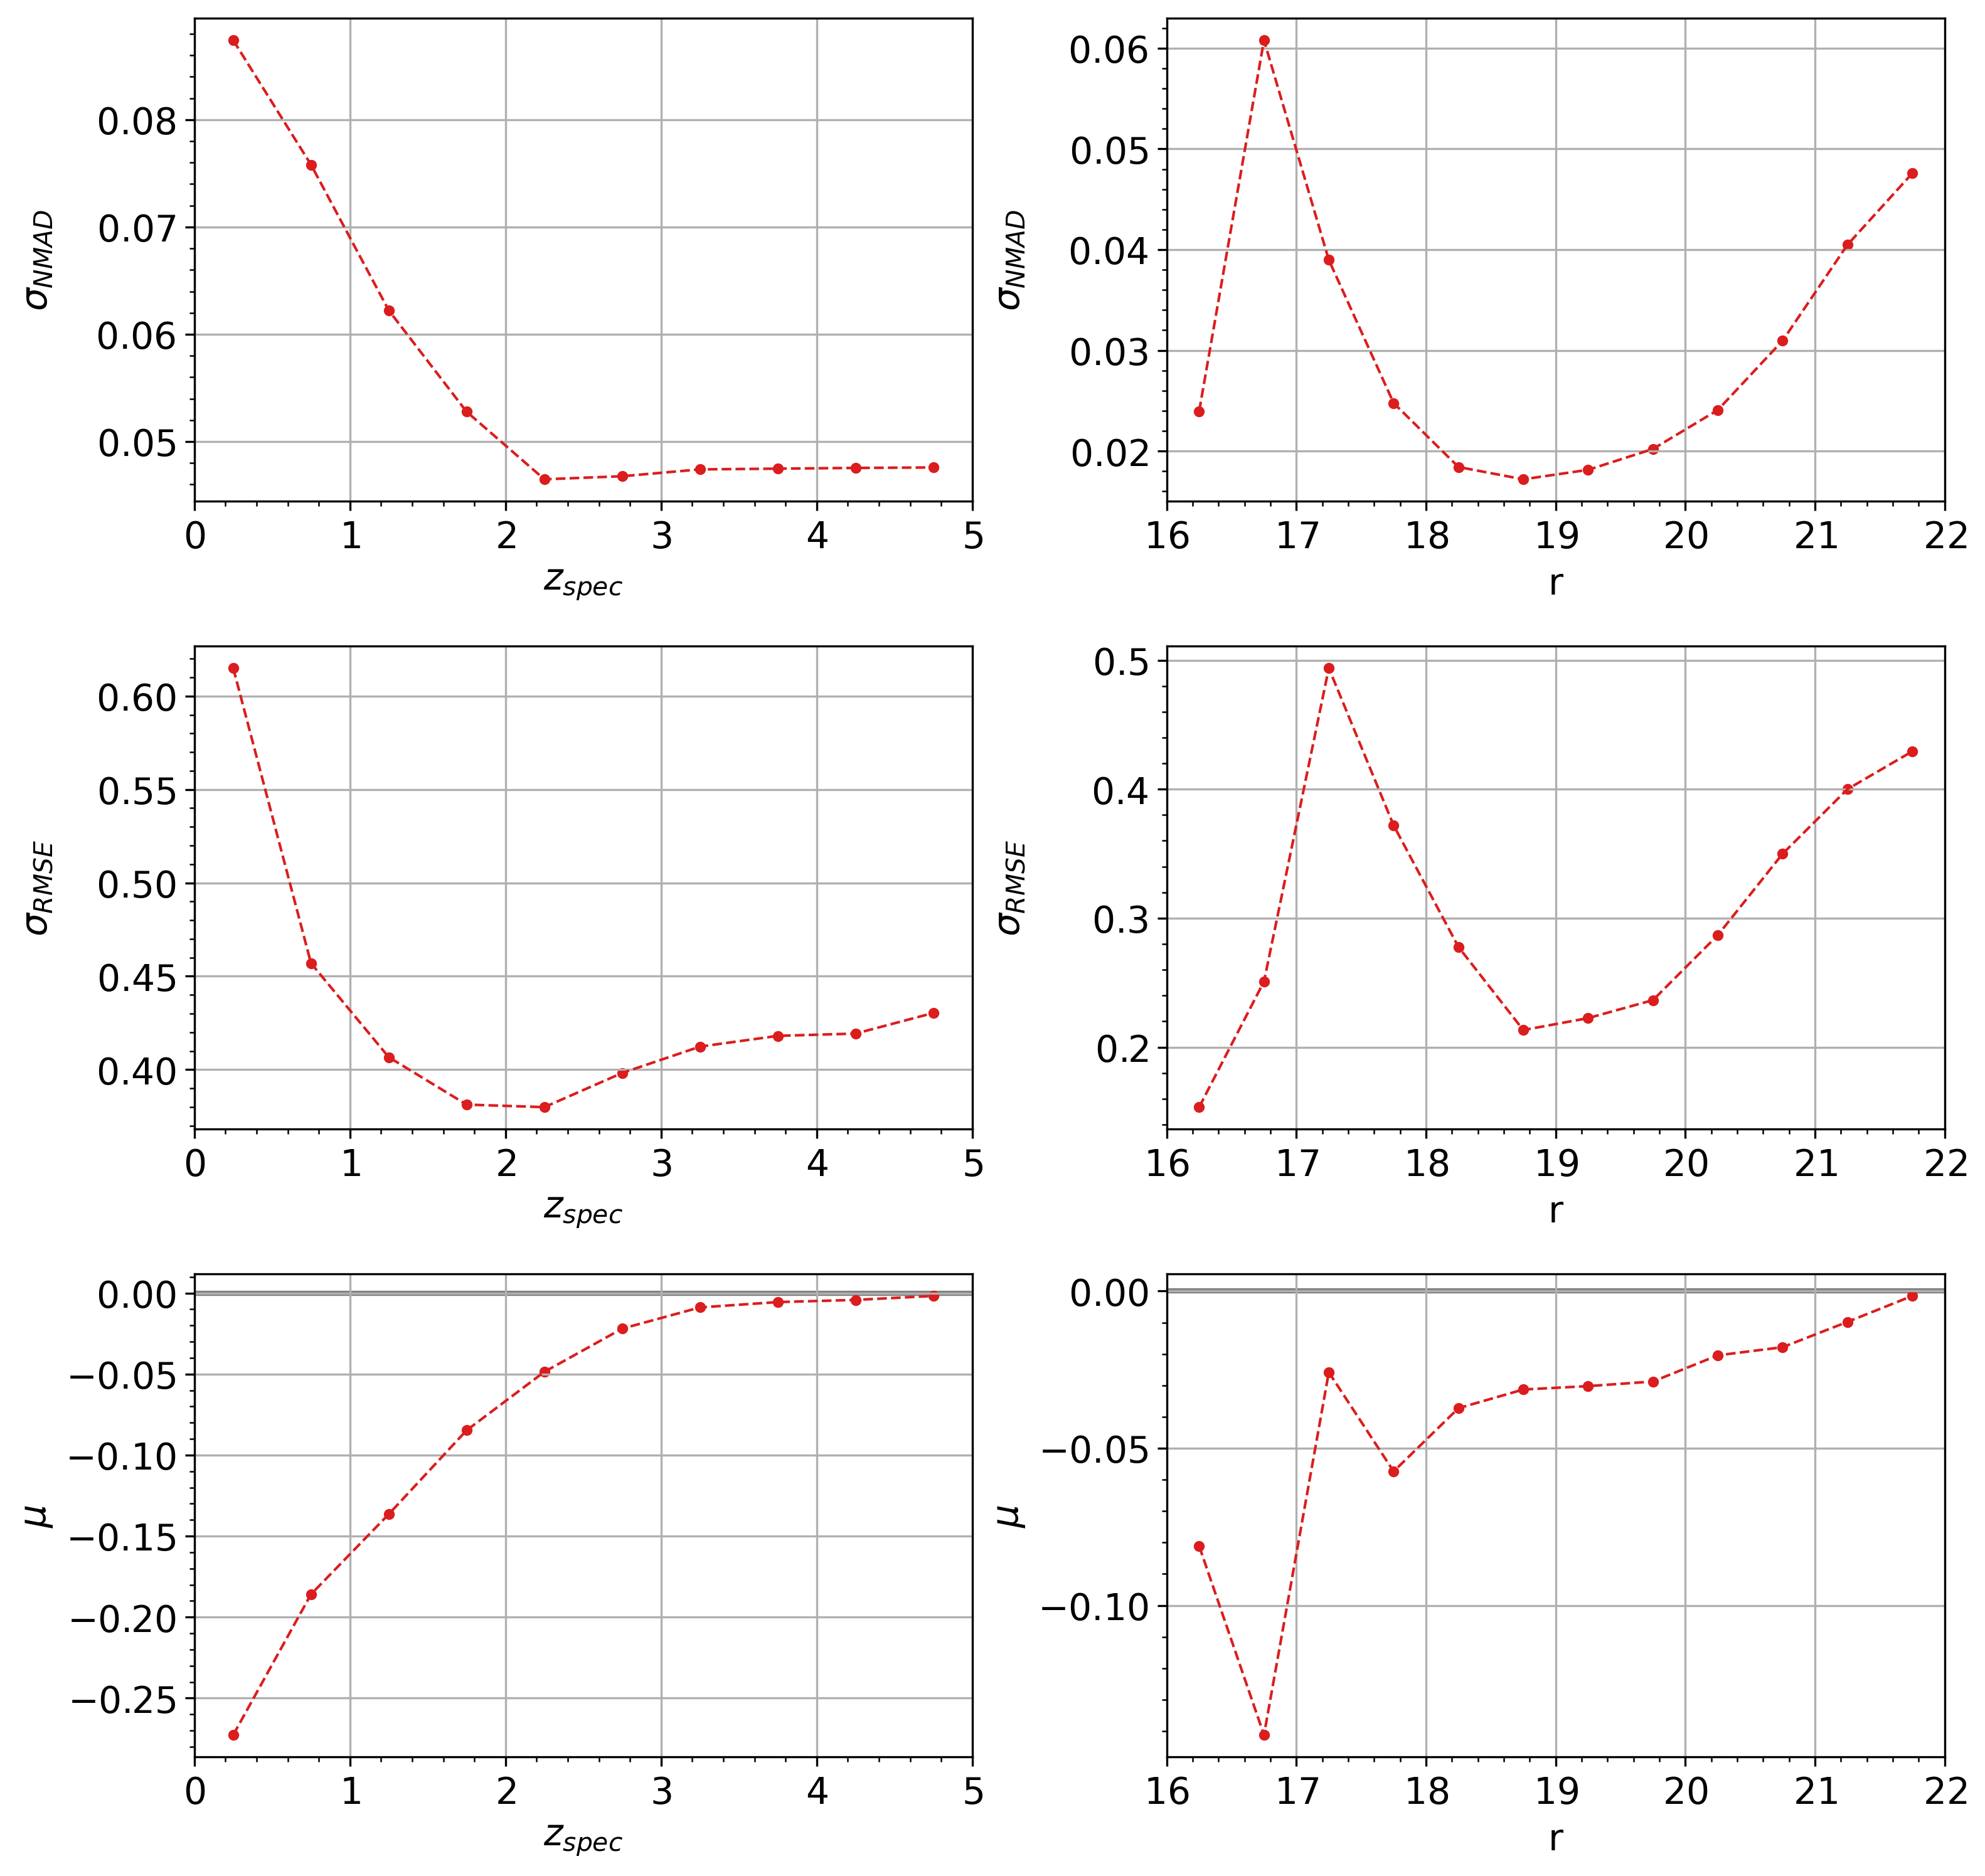 0.08
0.07
0.06
0.05
σNMAD
0 1 2 3 4 5
zspec
0.06
0.05
0.04
0.03
0.02
σNMAD
16 17 18 19 20 21 22
r
0.60
0.55
0.50
0.45
0.40
σRMSE
0 1 2 3 4 5
zspec
0.5
0.4
0.3
0.2
σRMSE
16 17 18 19 20 21 22
r
0.00
−0.05
−0.10
−0.15
−0.20
−0.25
μ
0 1 2 3 4 5
zspec
0.00
−0.05
−0.10
μ
16 17 18 19 20 21 22
r